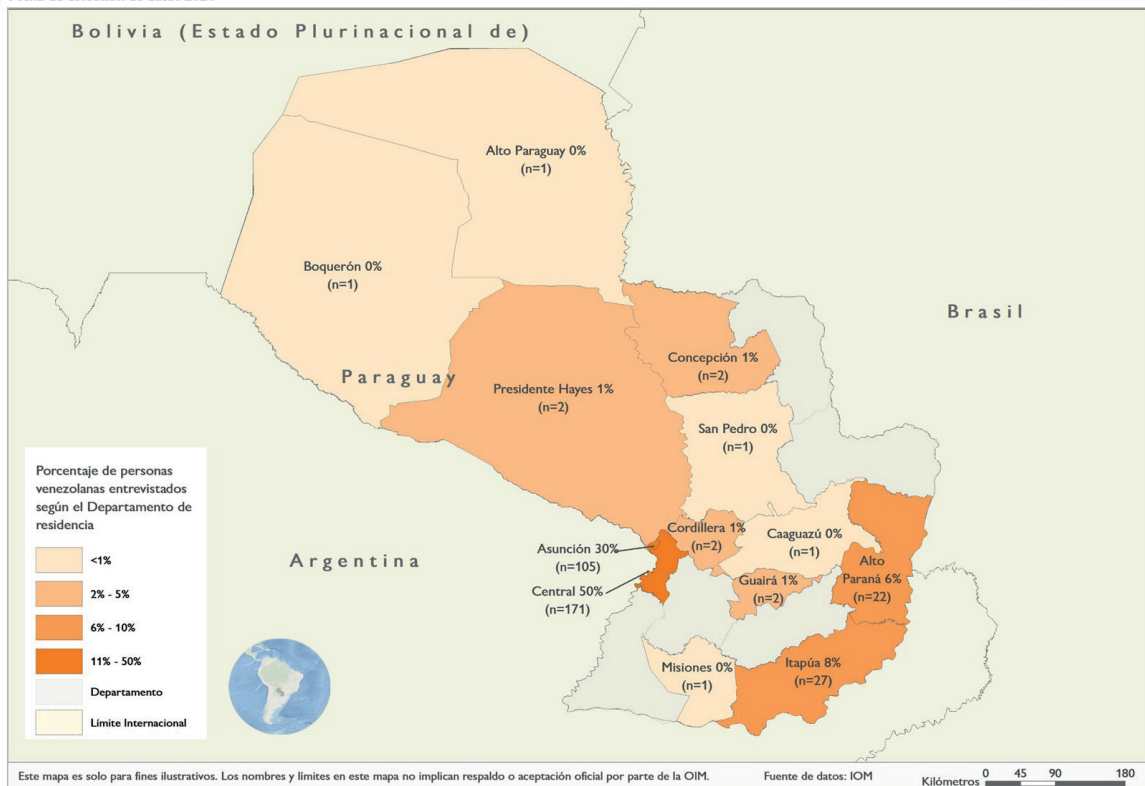 Bolivia (Estado Plurinacional de)
Alto Paraguay 0%
(n=1)
Boquerón 0%
(n=1)
Brasil
Concepción 1%
(n=2)
Paraguay
Presidente Hayes 1%
(n=2)
San Pedro 0%
(n=1)
Porcentaje de personas
venezolanas entrevistados
según el Departamento de
residencia
<1%
2% - 5%
6% - 10%
11% - 50%
Departamento
Límite Internacional
Argentina
Cordillera 1%
(n=2)
Caaguazú 0%
(n=1)
Asunción 30%
(n=105)
Central 50%
(n=171)
Guairá 1%
(n=2)
Alto
Paraná 6%
(n=22)
Misiones 0%
(n=1)
Itapúa 8%
(n=27)
Este mapa es solo para fines ilustrativos. Los nombres y límites en este mapa no implican respaldo o aceptación oficial por parte de la OIM.
Fuente de datos: IOM
Kilómetros
0 45 90 180